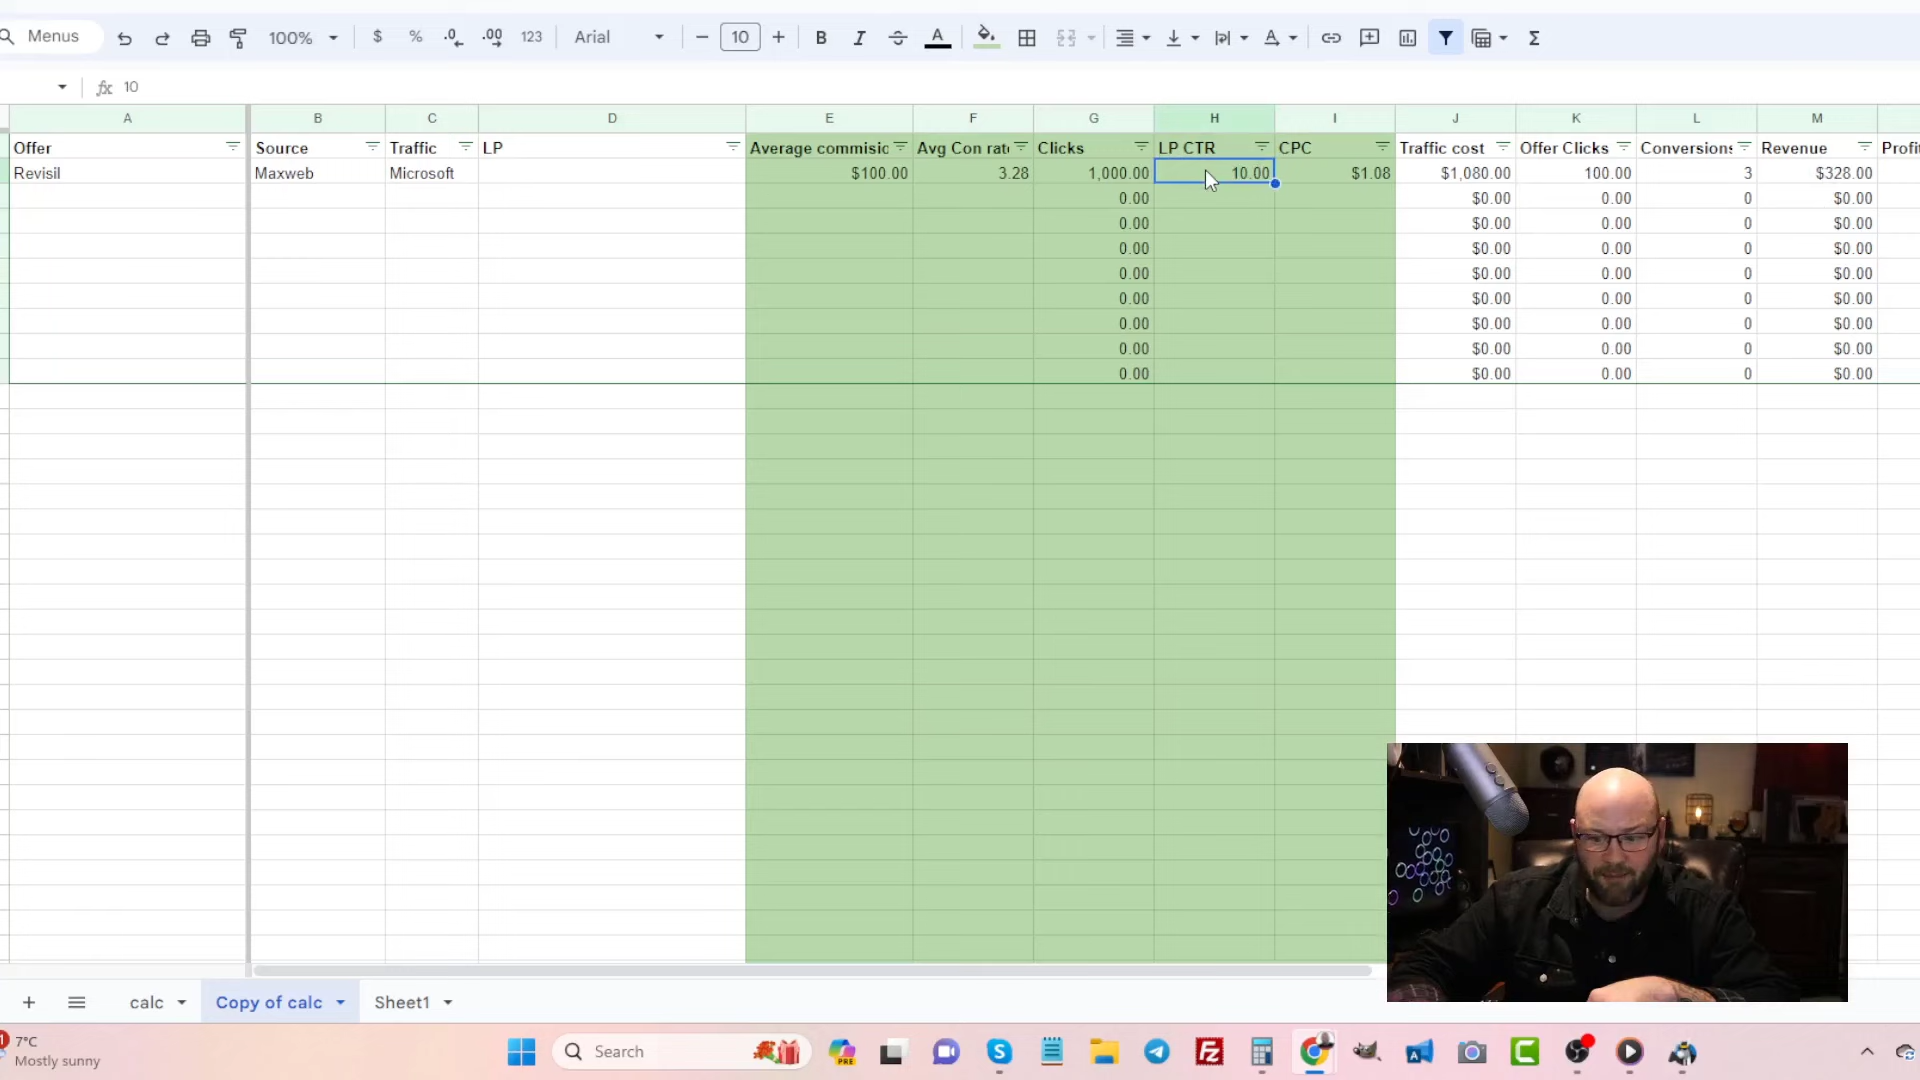 Menus 100% $ % .0 .00 123 Arial 10 B I A
fx 10
A B C D E F G H I J K L M
Offer Source Traffic LP Average commisic Avg Con rat Clicks LP CTR CPC Traffic cost Offer Clicks Conversion Revenue Profi
Revisil Maxweb Microsoft $100.00 3.28 1,000.00 10.00 $1.08 $1,080.00 100.00 3 $328.00
0.00 $0.00 0.00 0 $0.00
0.00 $0.00 0.00 0 $0.00
0.00 $0.00 0.00 0 $0.00
0.00 $0.00 0.00 0 $0.00
0.00 $0.00 0.00 0 $0.00
0.00 $0.00 0.00 0 $0.00
0.00 $0.00 0.00 0 $0.00
0.00 $0.00 0.00 0 $0.00
calc Copy of calc Sheet1
7°C
Mostly sunny
Search
PRE